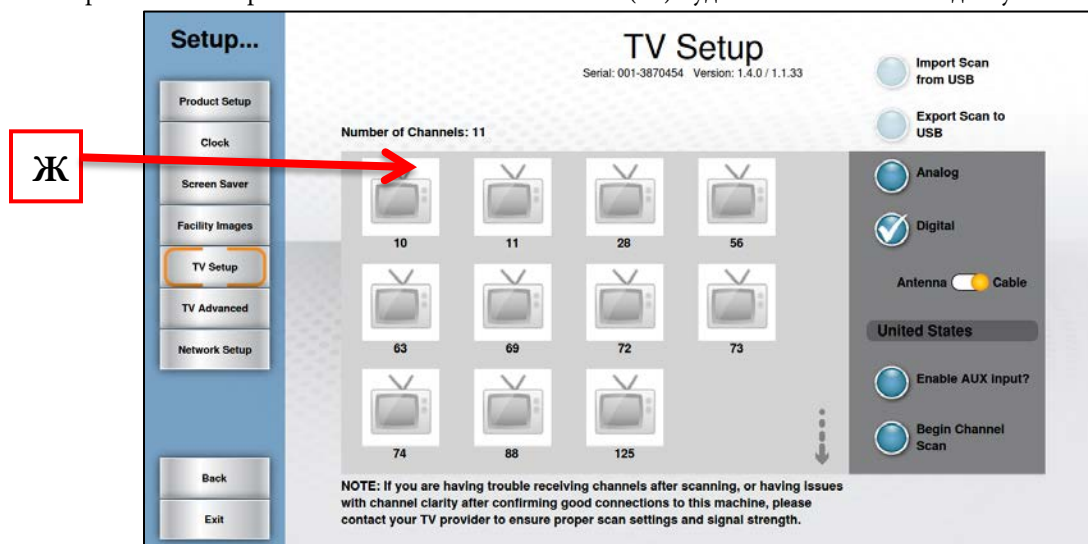 Setup...
Product Setup
Clock
Screen Saver
Facility Images
TV Setup
TV Advanced
Network Setup
Back
Exit
Ж
TV Setup
Serial: 001-3870454 Version: 1.4.0 / 1.1.33
Number of Channels: 11
10 11 28 56
63 69 72 73
74 88 125
NOTE: If you are having trouble receiving channels after scanning, or having issues
with channel clarity after confirming good connections to this machine, please
contact your TV provider to ensure proper scan settings and signal strength.
Import Scan
from USB
Export Scan to
USB
Analog
Digital
Antenna Cable
United States
Enable AUX input?
Begin Channel
Scan